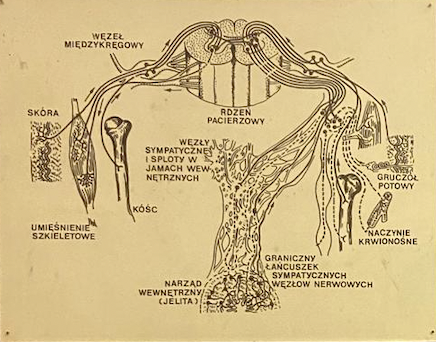 WĘZEŁ
MIĘDZYKRĘGOWY
SKÓRA
RDZEŃ
PACIERZOWY
WĘZŁY
SYMPATYCZNE
I SPLOTY W
JAMACH WEW
NĘTRZNYCH
GRUCZOŁ
POTOWY
KOŚC
UMIĘŚNIENIE
SZKIELETOWE
NACZYNIE
KRWIONOŚNE
GRANICZNY
ŁAŃCUSZEK
SYMPATYCZNYCH
WĘZŁÓW NERWOWYCH
NARZĄD
WEWNĘTRZNY
(JELITA)